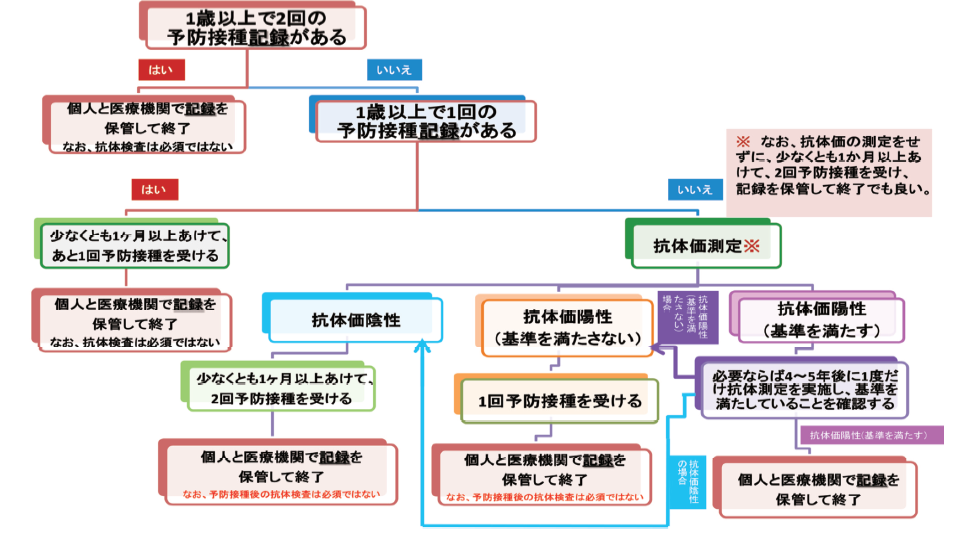 1歳以上で2回の
予防接種記録がある
はい
いいえ
個人と医療機関で記録を
保管して終了
なお、抗体検査は必須ではない
1歳以上で1回の
予防接種記録がある
※ なお、抗体価の測定をせ
ずに、少なくとも1か月以上あ
けて、2回予防接種を受け、
記録を保管して終了でも良い。
はい
いいえ
少なくとも1ヶ月以上あけて、
あと1回予防接種を受ける
抗体価測定※
個人と医療機関で記録を
保管して終了
なお、抗体検査は必須ではない
抗体価陰性
抗体価陽性
(基準を満たさない)
抗体価陽性
(基準を満
たさない)
場合
抗体価陽性
(基準を満たす)
少なくとも1ヶ月以上あけて、
2回予防接種を受ける
1回予防接種を受ける
必要ならば4〜5年後に1度だ
け抗体測定を実施し、基準を
満たしていることを確認する
抗体価陽性(基準を満たす)
個人と医療機関で記録を
保管して終了
なお、予防接種後の抗体検査は必須ではない
個人と医療機関で記録を
保管して終了
なお、予防接種後の抗体検査は必須ではない
抗体価陰性
の場合
個人と医療機関で記録を
保管して終了